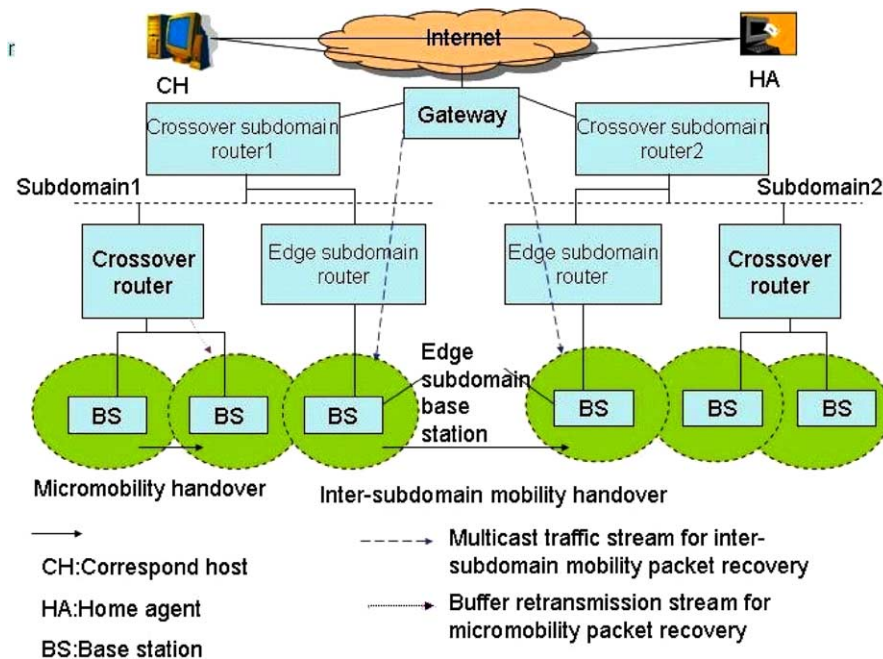 r
Internet
CH
HA
Gateway
Crossover subdomain
router1
Crossover subdomain
router2
Subdomain1
Subdomain2
Crossover
router
Edge subdomain
router
Edge subdomain
router
Crossover
router
Edge
subdomain
base
station
BS
BS
BS
BS
BS
BS
Micromobility handover
Inter-subdomain mobility handover
CH:Correspond host
HA:Home agent
BS:Base station
Multicast traffic stream for inter-
subdomain mobility packet recovery
Buffer retransmission stream for
micromobility packet recovery